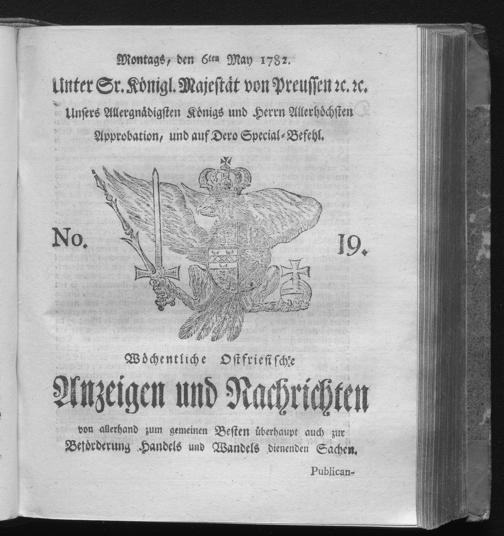 Montags, den 6ten May 1782.
Unter Sr. Königl. Majestät von Preussen ꝛc. ꝛc.
Unsers Allergnädigsten Königs und Herrn Allerhöchsten
Approbation, und auf Dero Special-Befehl.
No. 19.
Wöchentliche Ostfriesische
Anzeigen und Nachrichten
von allerhand zum gemeinen Besten überhaupt auch zur
Beförderung Handels und Wandels dienenden Sachen.
Publican-